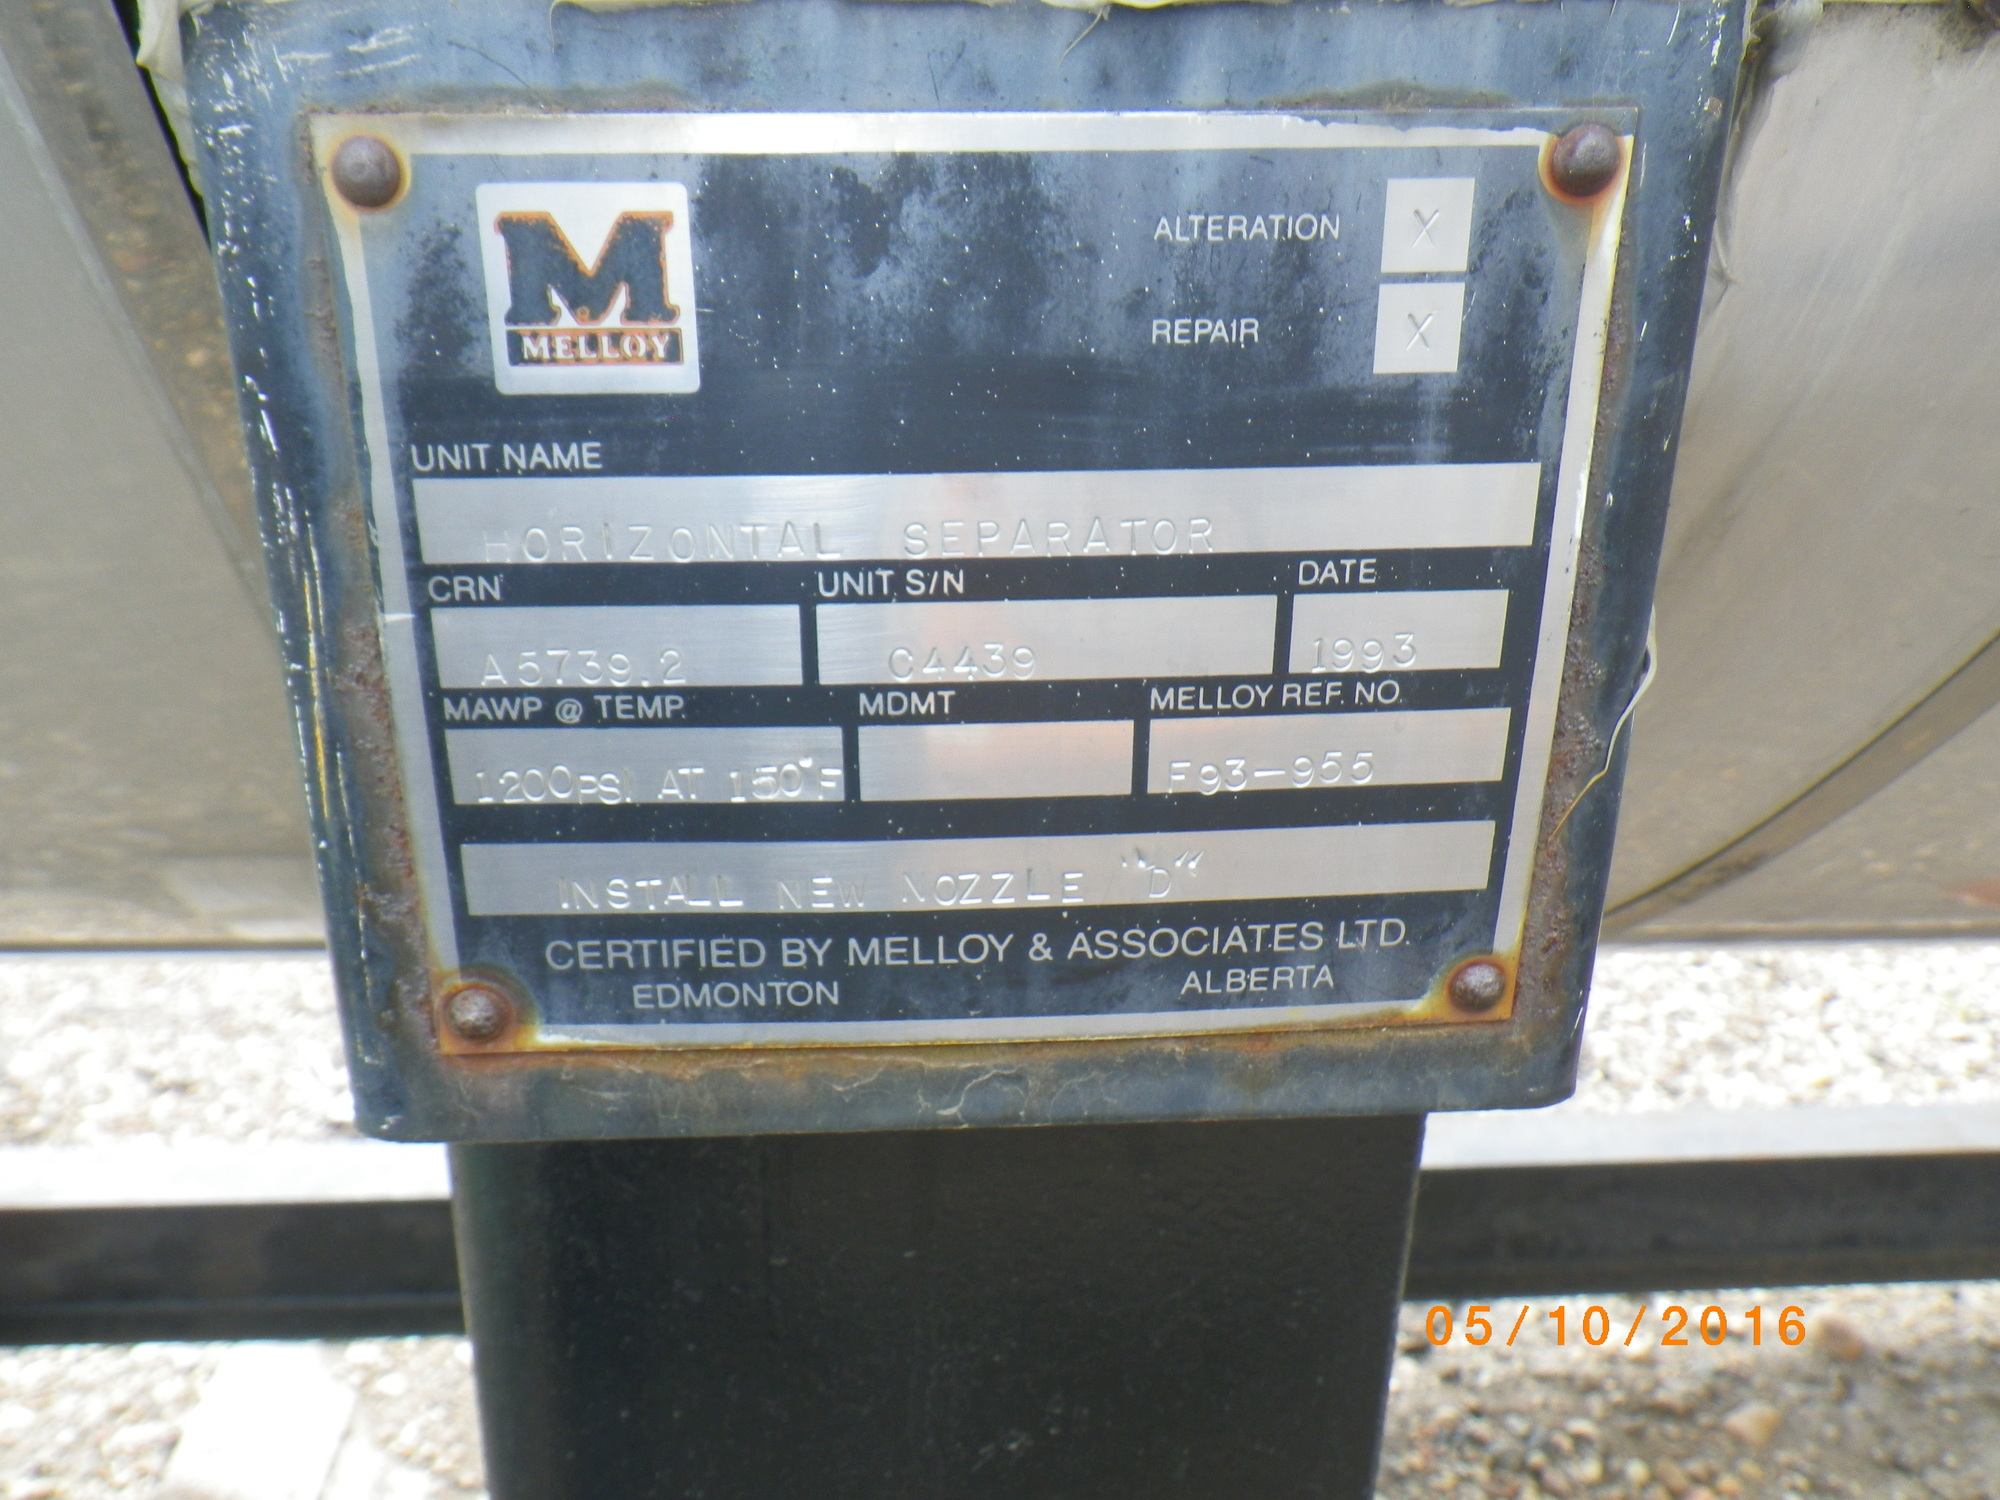 ALTERATION X
M
MELLOY
REPAIR X
UNIT NAME
HORIZONTAL SEPARATOR
CRN UNIT S/N DATE
A5739.2 C4439 1993
MAWP @ TEMP. MDMT MELLOY REF. NO.
1200PSI AT 150°F F93-955
INSTALL NEW NOZZLE "D"
CERTIFIED BY MELLOY & ASSOCIATES LTD.
EDMONTON ALBERTA
05/10/2016